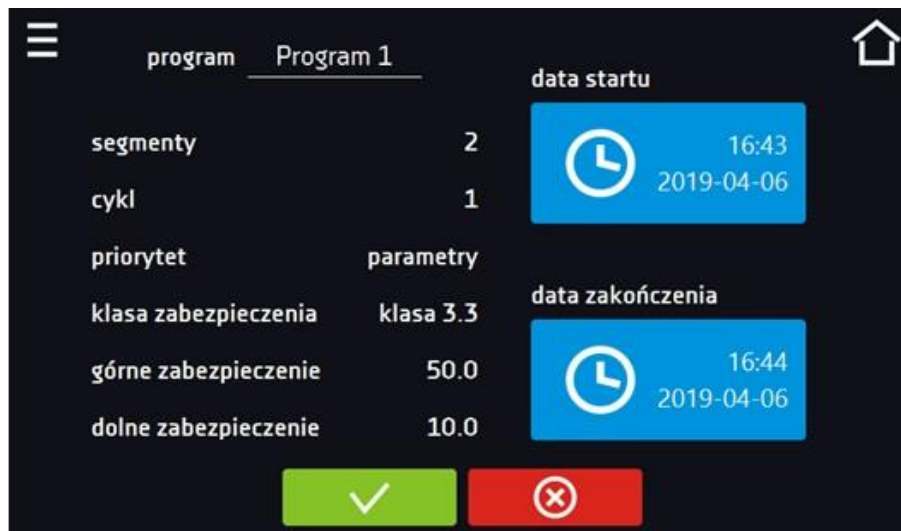 program Program 1
segmenty 2
cykl 1
priorytet parametry
klasa zabezpieczenia klasa 3.3
górne zabezpieczenie 50.0
dolne zabezpieczenie 10.0
data startu
16:43
2019-04-06
data zakończenia
16:44
2019-04-06